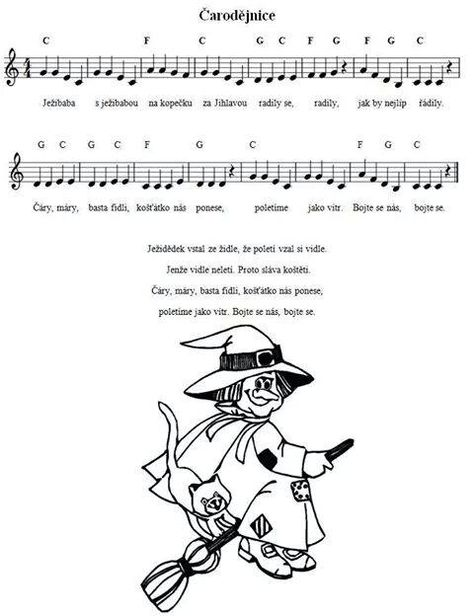 Čarodějnice
C F C G C F G F G C
4 4
Ježibaba s ježibabou na kopečku za Jihlavou radily se, radily, jak by nejlíp řádily.
G C G C F G C F G C
Čáry, máry, basta fidli, košťátko nás ponese, poletíme jako vítr. Bojte se nás, bojte se.
Ježidědek vstal ze židle, že poletí vzal si vidle.
Jenže vidle neletí. Proto sláva koštěti.
Čáry, máry, basta fidli, košťátko nás ponese,
poletíme jako vítr. Bojte se nás, bojte se.